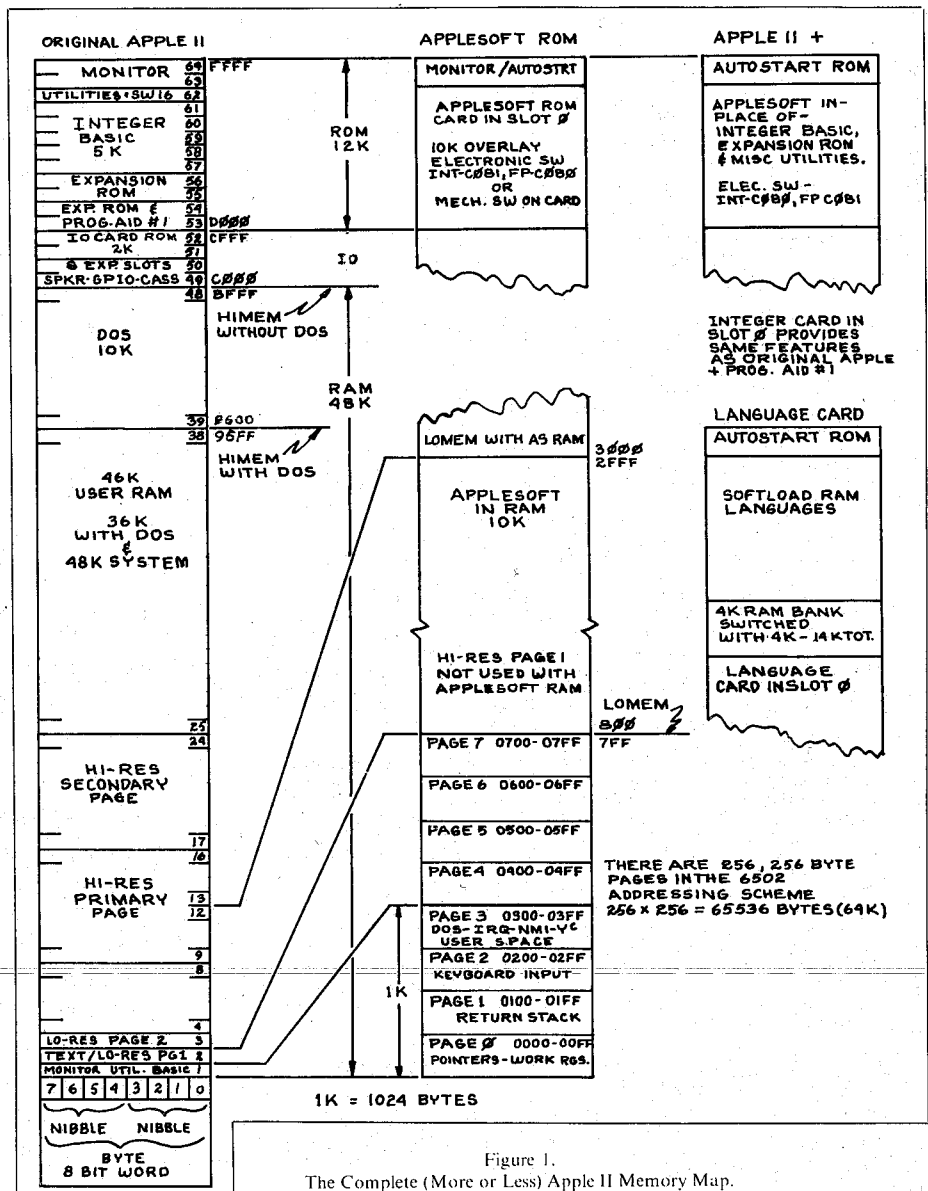 ORIGINAL APPLE II
MONITOR
64
FFFF
63
UTILITIES·SW16
62
61
INTEGER
BASIC
5K
60
59
58
57
EXPANSION
ROM
56
55
EXP. ROM &
PROG-AID #1
54
53
DØØØ
IO CARD ROM
2K
52
CFFF
51
8 EXP. SLOTS
50
SPKR-GPIO-CASS
49
CØØØ
48
BFFF
DOS
10K
39
9600
38
95FF
46K
USER RAM
36K
WITH DOS
&
48K SYSTEM
25
24
HI-RES
SECONDARY
PAGE
17
16
HI-RES
PRIMARY
PAGE
13
12
9
8
4
LO-RES PAGE 2
3
TEXT/LO-RES PG1
2
MONITOR UTIL. BASIC
1
7 6 5 4 3 2 1 0
NIBBLE NIBBLE
BYTE
8 BIT WORD
ROM
12K
IO
HIMEM
WITHOUT DOS
RAM
48K
HIMEM
WITH DOS
APPLESOFT ROM
MONITOR/AUTOSTRT
APPLESOFT ROM
CARD IN SLOT Ø
10K OVERLAY
ELECTRONIC SW
INT-CØ81, FP-CØ8Ø
OR
MECH. SW ON CARD
LOMEM WITH AS RAM
3ØØØ
2FFF
APPLESOFT
IN RAM
10K
HI-RES PAGE 1
NOT USED WITH
APPLESOFT RAM
LOMEM
8ØØ
7FF
PAGE 7 0700-07FF
PAGE 6 0600-06FF
PAGE 5 0500-05FF
PAGE 4 0400-04FF
PAGE 3 0300-03FF
DOS-IRQ-NMI-Yᶜ
USER SPACE
PAGE 2 0200-02FF
KEYBOARD INPUT
PAGE 1 0100-01FF
RETURN STACK
PAGE Ø 0000-00FF
POINTERS-WORK RGS.
1K
1K = 1024 BYTES
APPLE II +
AUTOSTART ROM
APPLESOFT IN-
PLACE OF-
INTEGER BASIC,
EXPANSION ROM
& MISC UTILITIES.
ELEC. SW-
INT-CØ8Ø, FP CØ81
INTEGER CARD IN
SLOT Ø PROVIDES
SAME FEATURES
AS ORIGINAL APPLE
+ PROG. AID #1
LANGUAGE CARD
AUTOSTART ROM
SOFTLOAD RAM
LANGUAGES
4K RAM BANK
SWITCHED
WITH 4K-14K TOT.
LANGUAGE
CARD IN SLOT Ø
THERE ARE 256, 256 BYTE
PAGES IN THE 6502
ADDRESSING SCHEME
256 x 256 = 65536 BYTES (64K)
Figure 1.
The Complete (More or Less) Apple II Memory Map.